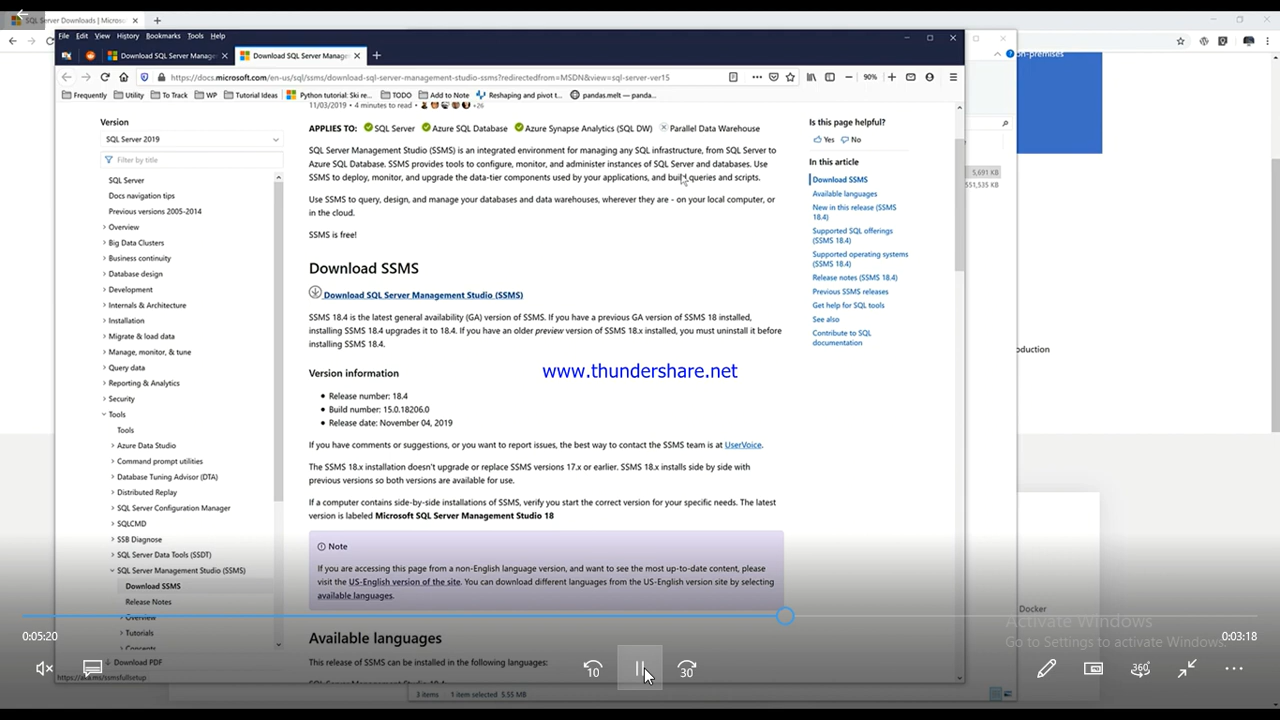 SQL Server Downloads | Micros
File Edit View History Bookmarks Tools Help
Download SQL Server Manage
Download SQL Server Manage
https://docs.microsoft.com/en-us/sql/ssms/download-sql-server-management-studio-ssms?redirectedfrom=MSDN&view=sql-server-ver15
90%
Frequently Utility To Track WP Tutorial Ideas Python tutorial: Ski re... TODO Add to Note Reshaping and pivot t... pandas.melt — panda...
on-premises
11/03/2019 • 4 minutes to read • +26
Version
SQL Server 2019
Filter by title
SQL Server
Docs navigation tips
Previous versions 2005-2014
Overview
Big Data Clusters
Business continuity
Database design
Development
Internals & Architecture
Installation
Migrate & load data
Manage, monitor, & tune
Query data
Reporting & Analytics
Security
Tools
Tools
Azure Data Studio
Command prompt utilities
Database Tuning Advisor (DTA)
Distributed Replay
SQL Server Configuration Manager
SQLCMD
SSB Diagnose
SQL Server Data Tools (SSDT)
SQL Server Management Studio (SSMS)
Download SSMS
Release Notes
Overview
Tutorials
Concepts
Download PDF
https://aka.ms/ssmsfullsetup
APPLIES TO: SQL Server Azure SQL Database Azure Synapse Analytics (SQL DW) Parallel Data Warehouse
SQL Server Management Studio (SSMS) is an integrated environment for managing any SQL infrastructure, from SQL Server to
Azure SQL Database. SSMS provides tools to configure, monitor, and administer instances of SQL Server and databases. Use
SSMS to deploy, monitor, and upgrade the data-tier components used by your applications, and build queries and scripts.
Use SSMS to query, design, and manage your databases and data warehouses, wherever they are - on your local computer, or
in the cloud.
SSMS is free!
Download SSMS
Download SQL Server Management Studio (SSMS)
SSMS 18.4 is the latest general availability (GA) version of SSMS. If you have a previous GA version of SSMS 18 installed,
installing SSMS 18.4 upgrades it to 18.4. If you have an older preview version of SSMS 18.x installed, you must uninstall it before
installing SSMS 18.4.
www.thundershare.net
Version information
• Release number: 18.4
• Build number: 15.0.18206.0
• Release date: November 04, 2019
If you have comments or suggestions, or you want to report issues, the best way to contact the SSMS team is at UserVoice.
The SSMS 18.x installation doesn't upgrade or replace SSMS versions 17.x or earlier. SSMS 18.x installs side by side with
previous versions so both versions are available for use.
If a computer contains side-by-side installations of SSMS, verify you start the correct version for your specific needs. The latest
version is labeled Microsoft SQL Server Management Studio 18
Note
If you are accessing this page from a non-English language version, and want to see the most up-to-date content, please
visit the US-English version of the site. You can download different languages from the US-English version site by selecting
available languages.
Available languages
This release of SSMS can be installed in the following languages:
Is this page helpful?
Yes No
In this article
Download SSMS
Available languages
New in this release (SSMS
18.4)
Supported SQL offerings
(SSMS 18.4)
Supported operating systems
(SSMS 18.4)
Release notes (SSMS 18.4)
Previous SSMS releases
Get help for SQL tools
See also
Contribute to SQL
documentation
5,691 KB
551,535 KB
oduction
Docker
Activate Windows
Go to Settings to activate Windows.
0:05:20
0:03:18
10
30
360
3 items 1 item selected 5.55 MB